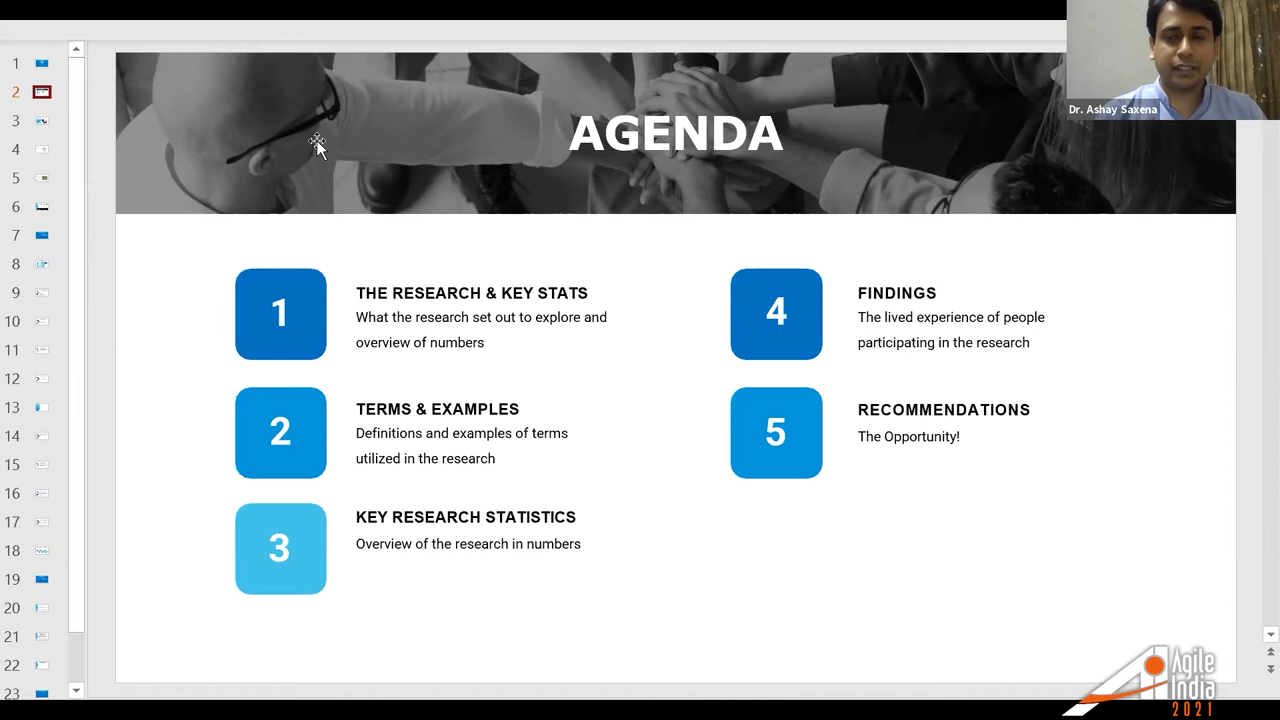 Dr. Ashay Saxena
AGENDA
1
THE RESEARCH & KEY STATS
What the research set out to explore and
overview of numbers
2
TERMS & EXAMPLES
Definitions and examples of terms
utilized in the research
3
KEY RESEARCH STATISTICS
Overview of the research in numbers
4
FINDINGS
The lived experience of people
participating in the research
5
RECOMMENDATIONS
The Opportunity!
1
2
3
4
5
6
7
8
9
10
11
12
13
14
15
16
17
18
19
20
21
22
23
Agile
India
2021